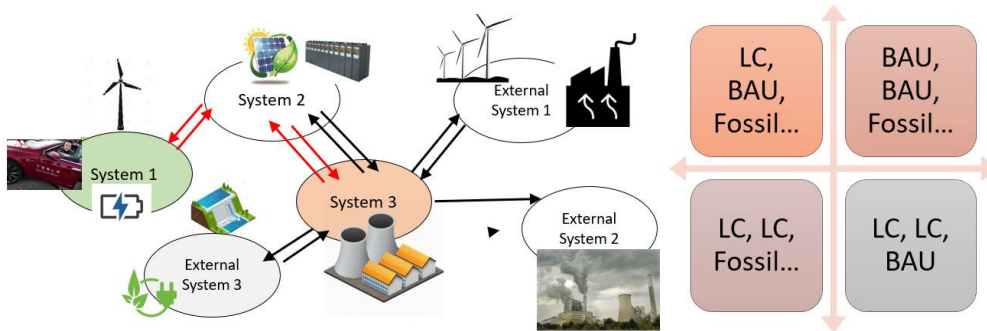 System 1
System 2
System 3
External
System 1
External
System 2
External
System 3
LC,
BAU,
Fossil...
BAU,
BAU,
Fossil...
LC, LC,
Fossil...
LC, LC,
BAU